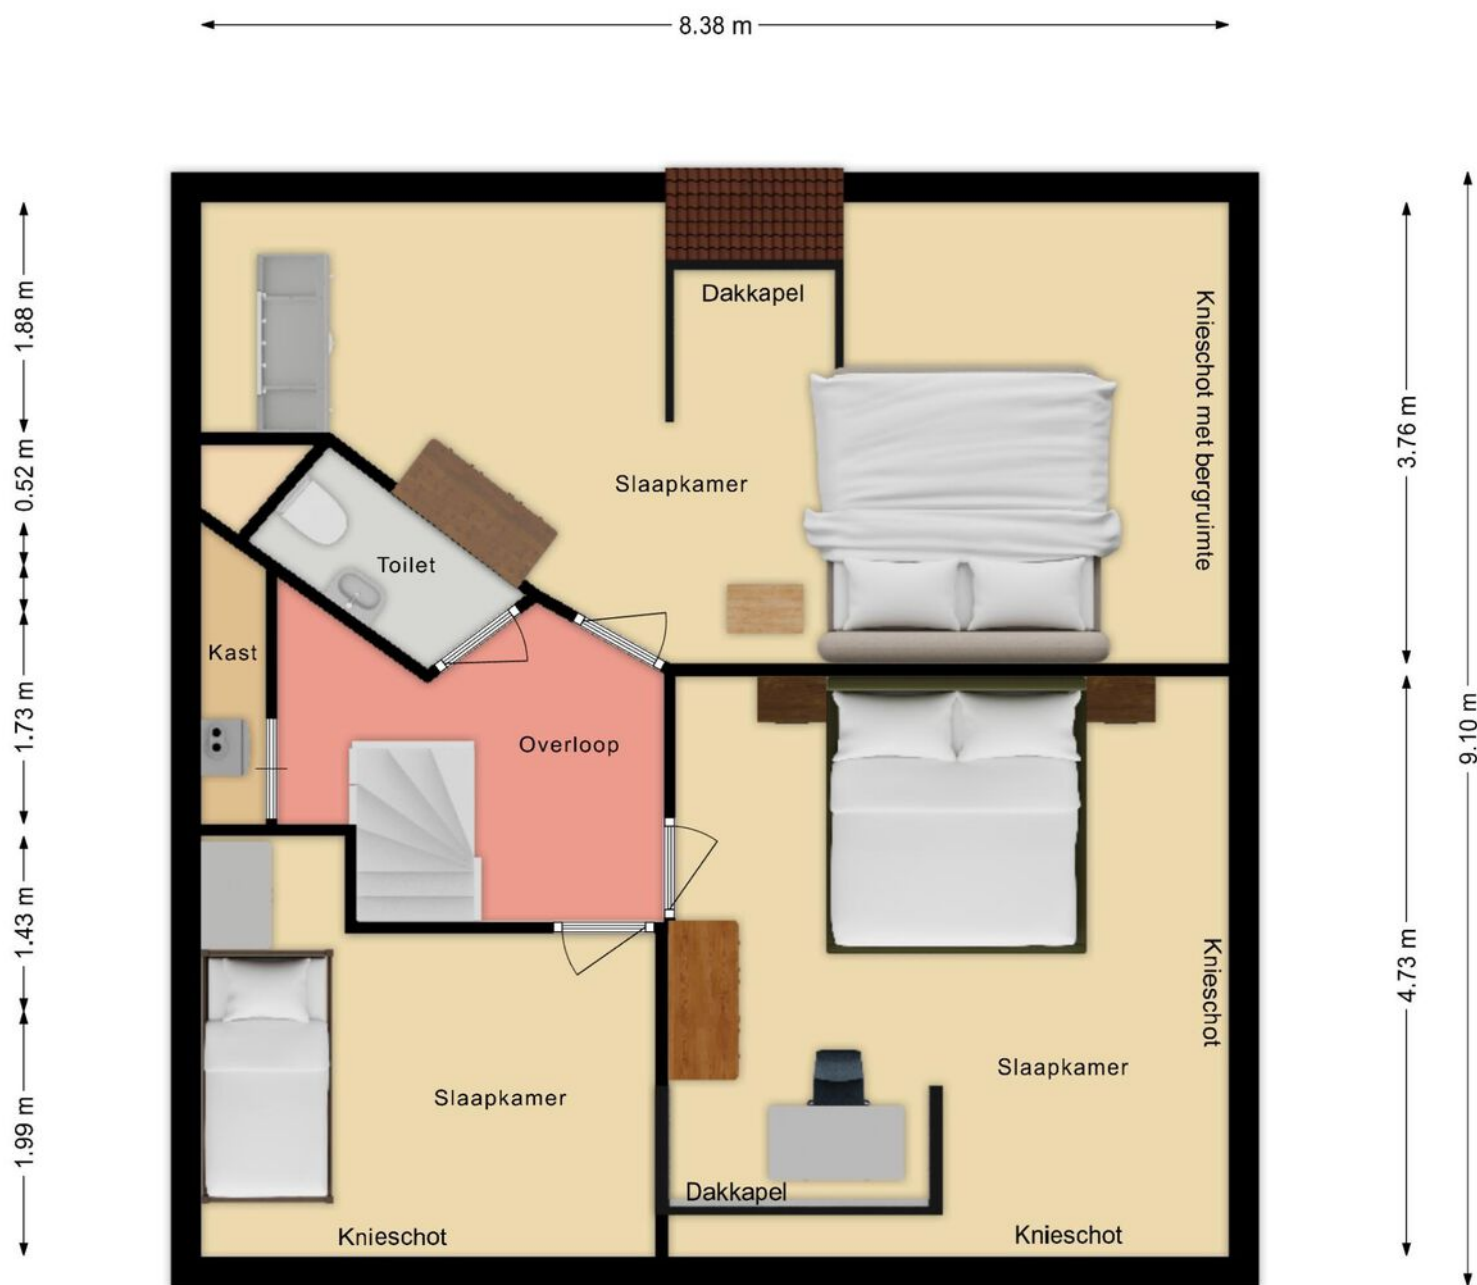 8.38 m
Dakkapel
Knieschot met bergruimte
1.88 m
3.76 m
0.52 m
Slaapkamer
Toilet
Kast
1.73 m
Overloop
9.10 m
1.43 m
4.73 m
Knieschot
Slaapkamer
Slaapkamer
1.99 m
Dakkapel
Knieschot
Knieschot